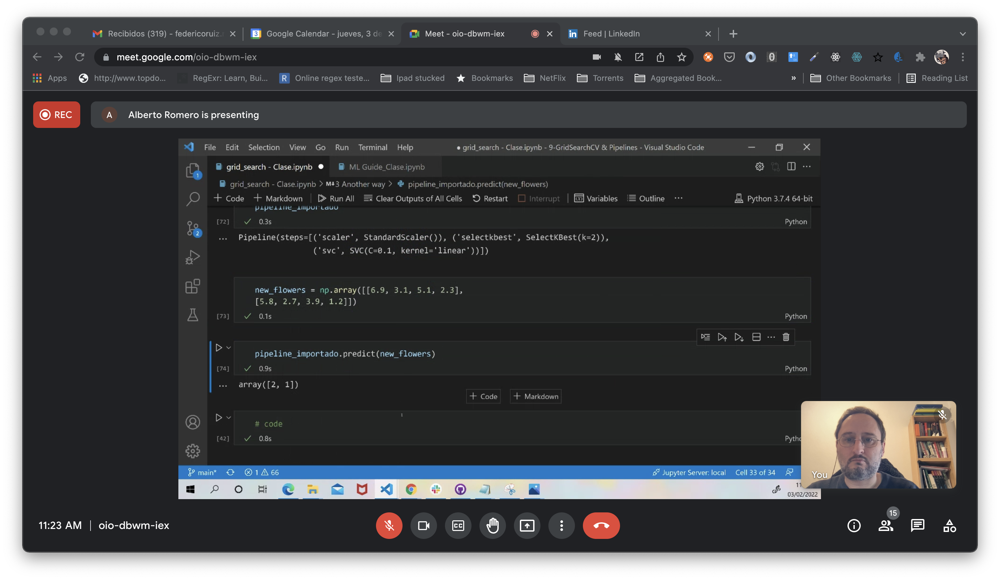 Recibidos (319) - federicoruiz.
3 Google Calendar - jueves, 3 de
Meet - oio-dbwm-iex
in Feed | LinkedIn
meet.google.com/oio-dbwm-iex
Apps
http://www.topdo...
RegExr: Learn, Bui...
R Online regex teste...
Ipad stucked
Bookmarks
NetFlix
Torrents
Aggregated Book...
»
Other Bookmarks
Reading List
REC
A Alberto Romero is presenting
File Edit Selection View Go Run Terminal Help
● grid_search - Clase.ipynb - 9-GridSearchCV & Pipelines - Visual Studio Code
1
grid_search - Clase.ipynb ●
ML Guide_Clase.ipynb
grid_search - Clase.ipynb > M↓3 Another way > pipeline_importado.predict(new_flowers)
+ Code + Markdown Run All Clear Outputs of All Cells Restart Interrupt Variables Outline ... Python 3.7.4 64-bit
pipeline_importado
[72] ✓ 0.3s Python
2
... Pipeline(steps=[('scaler', StandardScaler()), ('selectkbest', SelectKBest(k=2)),
('svc', SVC(C=0.1, kernel='linear'))])
new_flowers = np.array([[6.9, 3.1, 5.1, 2.3],
[5.8, 2.7, 3.9, 1.2]])
[73] ✓ 0.1s Python
pipeline_importado.predict(new_flowers)
[74] ✓ 0.9s Python
... array([2, 1])
+ Code + Markdown
# code
[42] ✓ 0.8s Pytho
main* 1 66
Jupyter Server: local Cell 33 of 34
You
11
03/02/2022
11:23 AM | oio-dbwm-iex
CC
15